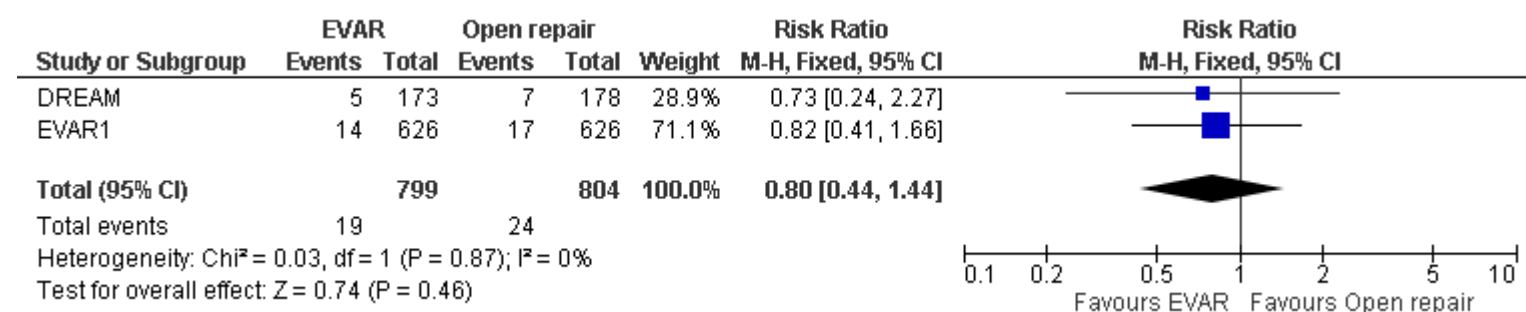 EVAR Open repair Risk Ratio Risk Ratio
Study or Subgroup Events Total Events Total Weight M-H, Fixed, 95% CI M-H, Fixed, 95% CI
DREAM 5 173 7 178 28.9% 0.73 [0.24, 2.27]
EVAR1 14 626 17 626 71.1% 0.82 [0.41, 1.66]
Total (95% CI) 799 804 100.0% 0.80 [0.44, 1.44]
Total events 19 24
Heterogeneity: Chi² = 0.03, df = 1 (P = 0.87); I² = 0%
Test for overall effect: Z = 0.74 (P = 0.46)
0.1 0.2 0.5 1 2 5 10
Favours EVAR Favours Open repair